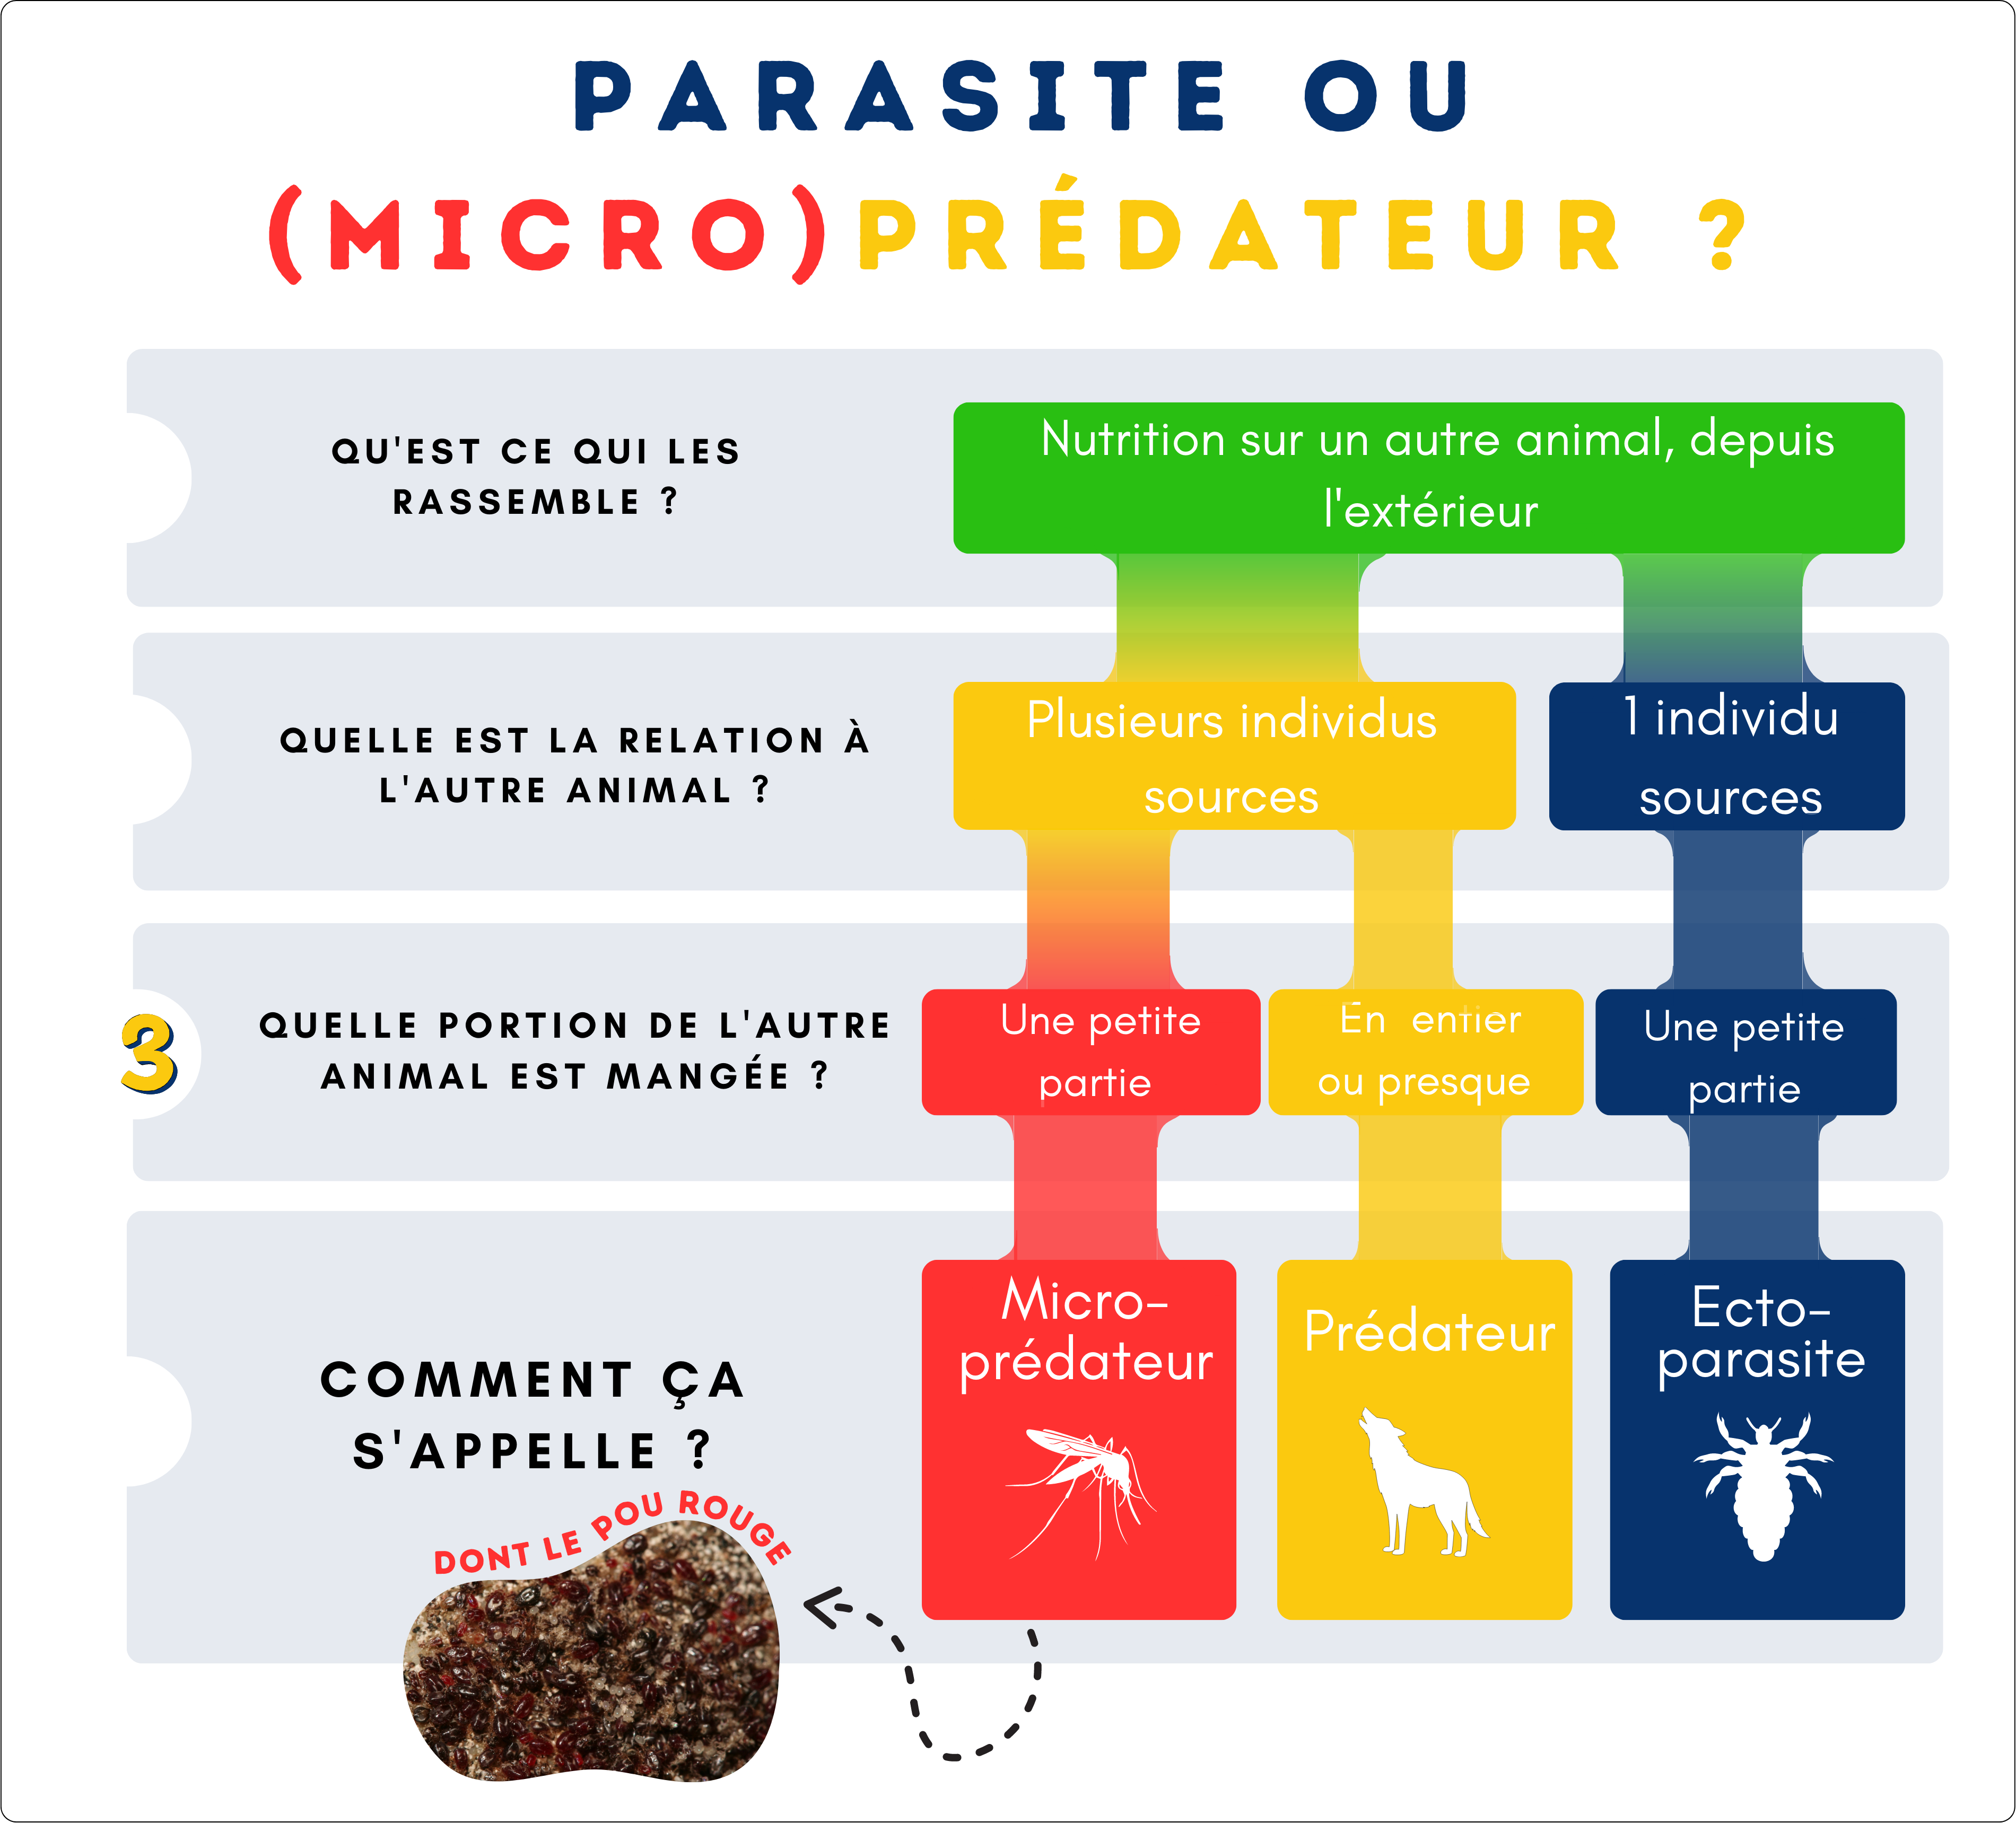 PARASITE OU
(MICRO)PRÉDATEUR ?
QU'EST CE QUI LES
RASSEMBLE ?
Nutrition sur un autre animal, depuis
l'extérieur
QUELLE EST LA RELATION À
L'AUTRE ANIMAL ?
Plusieurs individus
sources
1 individu
sources
3
QUELLE PORTION DE L'AUTRE
ANIMAL EST MANGÉE ?
Une petite
partie
En entier
ou presque
Une petite
partie
COMMENT ÇA
S'APPELLE ?
Micro-
prédateur
Prédateur
Ecto-
parasite
DONT LE POU ROUGE